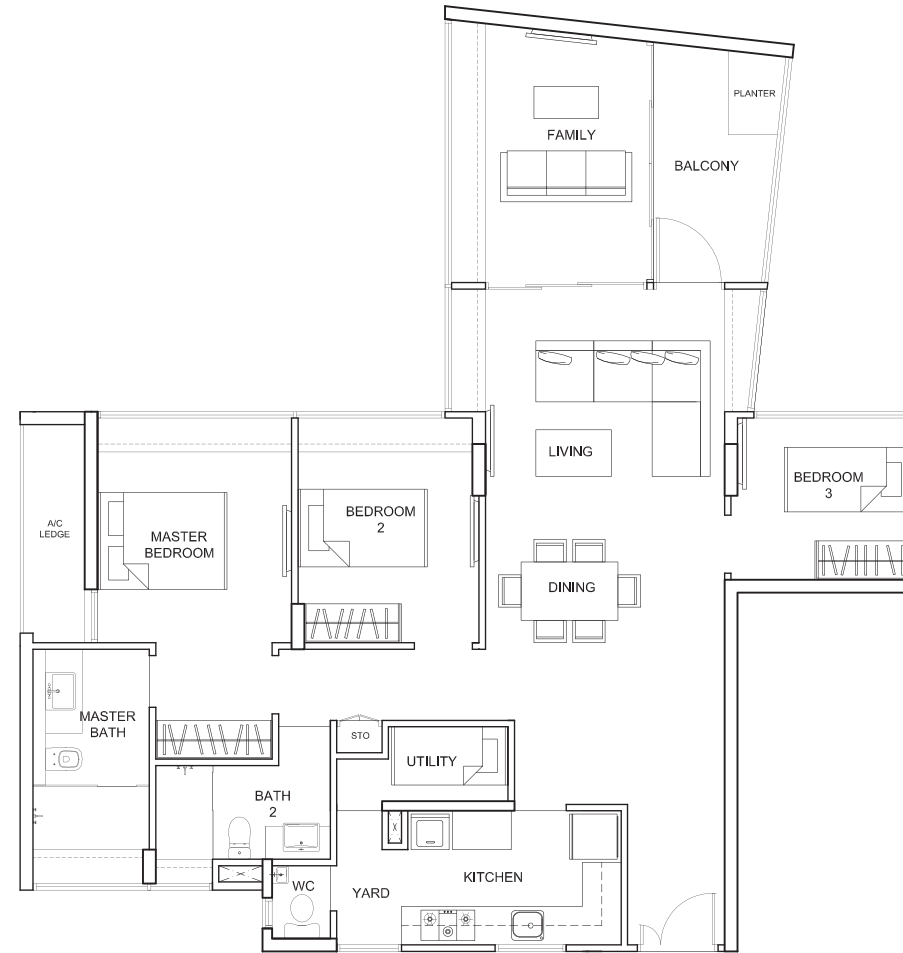 PLANTER
FAMILY
BALCONY
LIVING
BEDROOM
3
BEDROOM
2
A/C
LEDGE
MASTER
BEDROOM
DINING
MASTER
BATH
STO
UTILITY
BATH
2
KITCHEN
WC
YARD